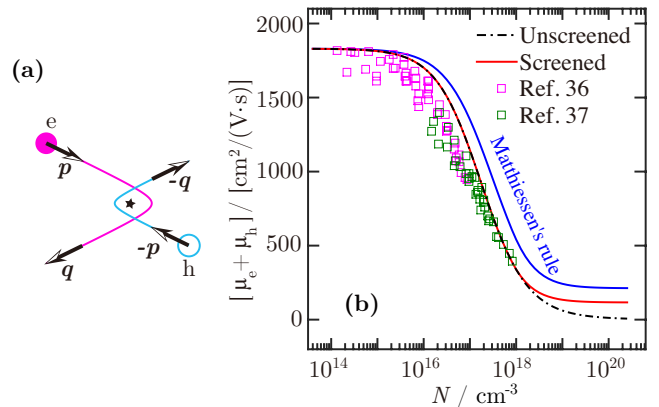 (a)
e
p
-q
q
-p
h
2000
1500
1000
500
0
[μe + μh] / [cm²/(V·s)]
Unscreened
Screened
Ref. 36
Ref. 37
Matthiessen's rule
(b)
10¹⁴ 10¹⁶ 10¹⁸ 10²⁰
N / cm⁻³